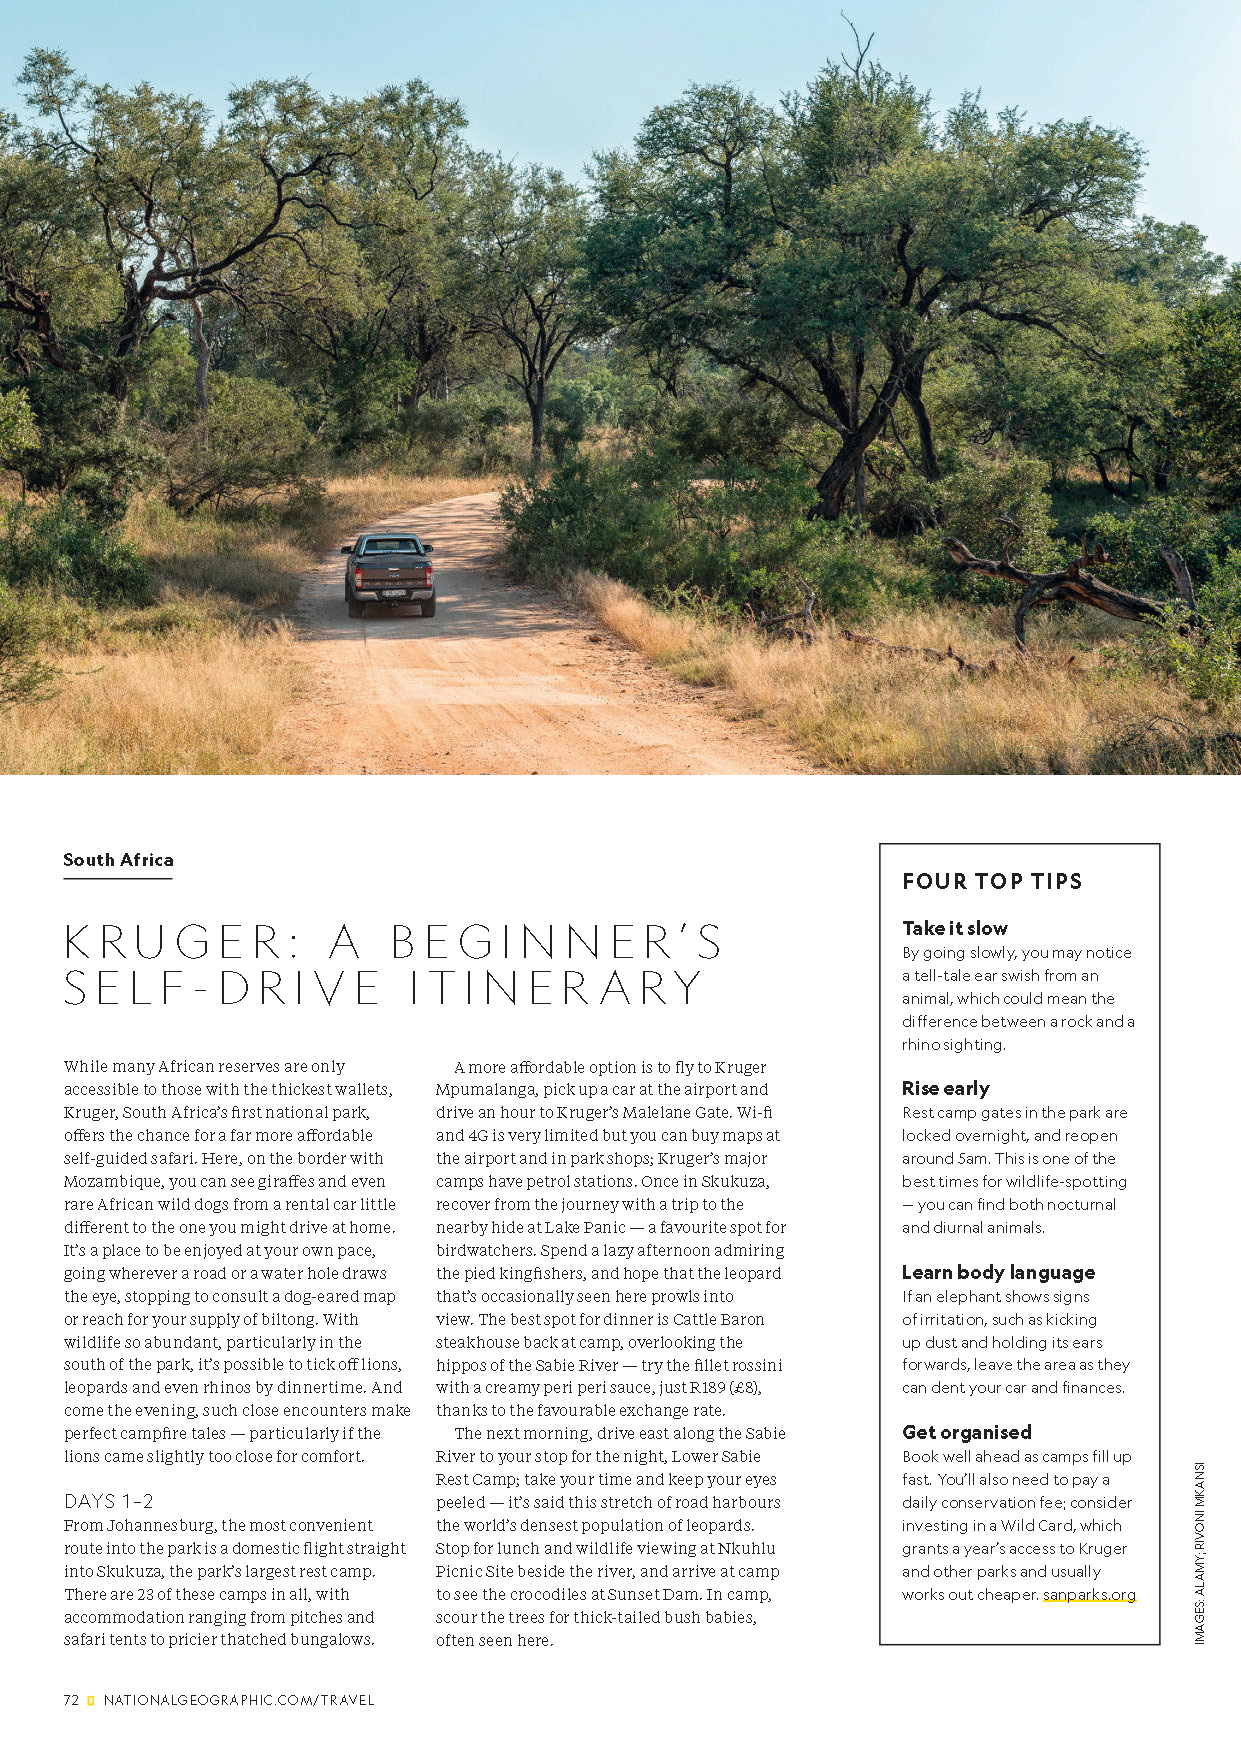 South Africa
KRUGER: A BEGINNER'S
SELF-DRIVE ITINERARY
While many African reserves are only
accessible to those with the thickest wallets,
Kruger, South Africa's first national park,
offers the chance for a far more affordable
self-guided safari. Here, on the border with
Mozambique, you can see giraffes and even
rare African wild dogs from a rental car little
different to the one you might drive at home.
It's a place to be enjoyed at your own pace,
going wherever a road or a water hole draws
the eye, stopping to consult a dog-eared map
or reach for your supply of biltong. With
wildlife so abundant, particularly in the
south of the park, it's possible to tick off lions,
leopards and even rhinos by dinnertime. And
come the evening, such close encounters make
perfect campfire tales — particularly if the
lions came slightly too close for comfort.
DAYS 1–2
From Johannesburg, the most convenient
route into the park is a domestic flight straight
into Skukuza, the park's largest rest camp.
There are 23 of these camps in all, with
accommodation ranging from pitches and
safari tents to pricier thatched bungalows.
A more affordable option is to fly to Kruger
Mpumalanga, pick up a car at the airport and
drive an hour to Kruger's Malelane Gate. Wi-fi
and 4G is very limited but you can buy maps at
the airport and in park shops; Kruger's major
camps have petrol stations. Once in Skukuza,
recover from the journey with a trip to the
nearby hide at Lake Panic — a favourite spot for
birdwatchers. Spend a lazy afternoon admiring
the pied kingfishers, and hope that the leopard
that's occasionally seen here prowls into
view. The best spot for dinner is Cattle Baron
steakhouse back at camp, overlooking the
hippos of the Sabie River — try the fillet rossini
with a creamy peri peri sauce, just R189 (£8),
thanks to the favourable exchange rate.
The next morning, drive east along the Sabie
River to your stop for the night, Lower Sabie
Rest Camp; take your time and keep your eyes
peeled — it's said this stretch of road harbours
the world's densest population of leopards.
Stop for lunch and wildlife viewing at Nkuhlu
Picnic Site beside the river, and arrive at camp
to see the crocodiles at Sunset Dam. In camp,
scour the trees for thick-tailed bush babies,
often seen here.
FOUR TOP TIPS
Take it slow
By going slowly, you may notice
a tell-tale ear swish from an
animal, which could mean the
difference between a rock and a
rhino sighting.
Rise early
Rest camp gates in the park are
locked overnight, and reopen
around 5am. This is one of the
best times for wildlife-spotting
— you can find both nocturnal
and diurnal animals.
Learn body language
If an elephant shows signs
of irritation, such as kicking
up dust and holding its ears
forwards, leave the area as they
can dent your car and finances.
Get organised
Book well ahead as camps fill up
fast. You'll also need to pay a
daily conservation fee; consider
investing in a Wild Card, which
grants a year's access to Kruger
and other parks and usually
works out cheaper. sanparks.org
IMAGES: ALAMY; RIVONI MKANSI
72 NATIONALGEOGRAPHIC.COM/TRAVEL